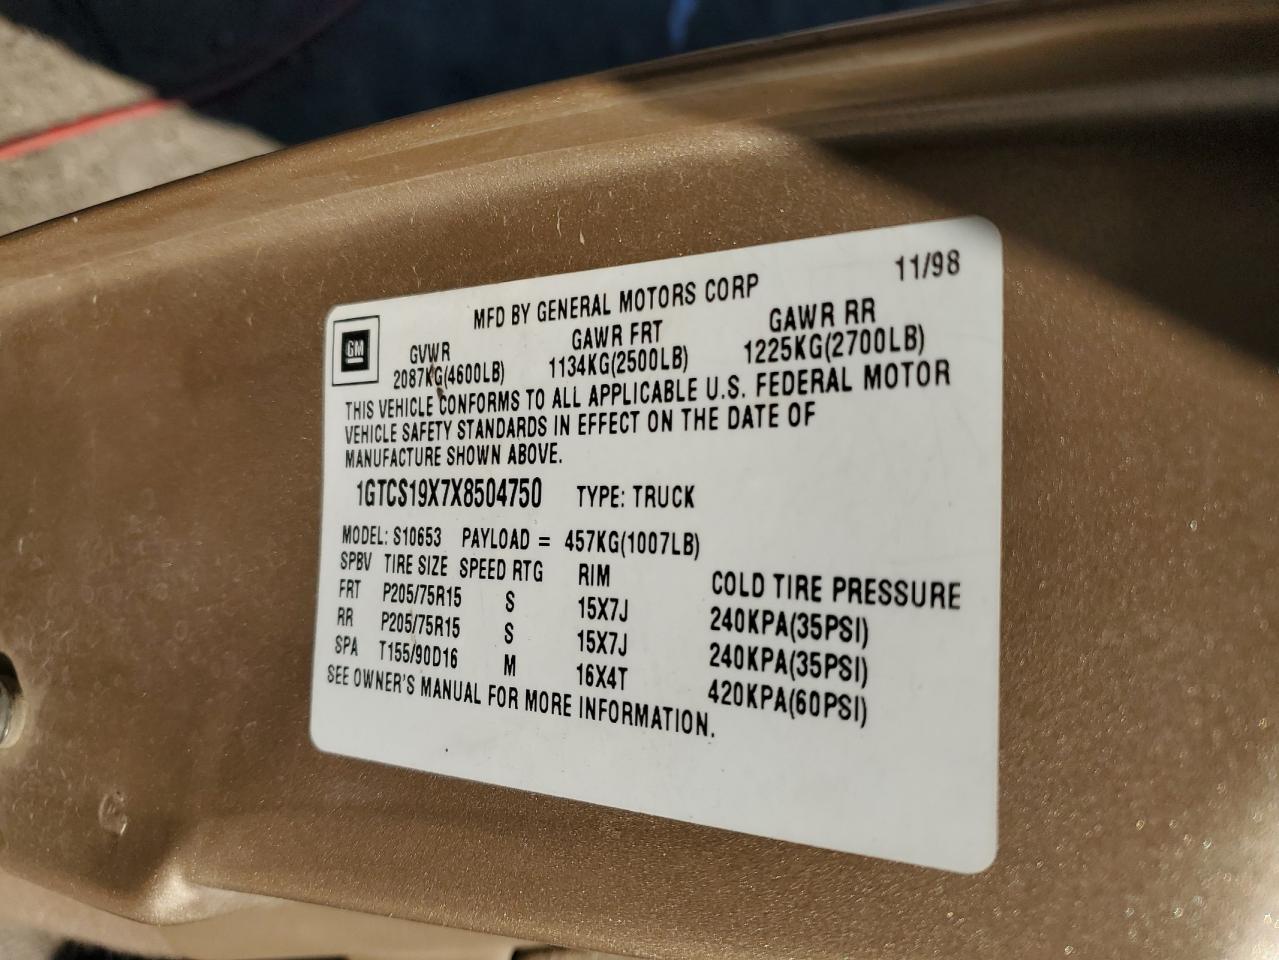 MFD BY GENERAL MOTORS CORP 11/98
GM
GVWR GAWR FRT GAWR RR
2087KG(4600LB) 1134KG(2500LB) 1225KG(2700LB)
THIS VEHICLE CONFORMS TO ALL APPLICABLE U.S. FEDERAL MOTOR
VEHICLE SAFETY STANDARDS IN EFFECT ON THE DATE OF
MANUFACTURE SHOWN ABOVE.
1GTCS19X7X8504750 TYPE: TRUCK
MODEL: S10653 PAYLOAD = 457KG(1007LB)
SPBV TIRE SIZE SPEED RTG RIM COLD TIRE PRESSURE
FRT P205/75R15 S 15X7J 240KPA(35PSI)
RR P205/75R15 S 15X7J 240KPA(35PSI)
SPA T155/90D16 M 16X4T 420KPA(60PSI)
SEE OWNER'S MANUAL FOR MORE INFORMATION.